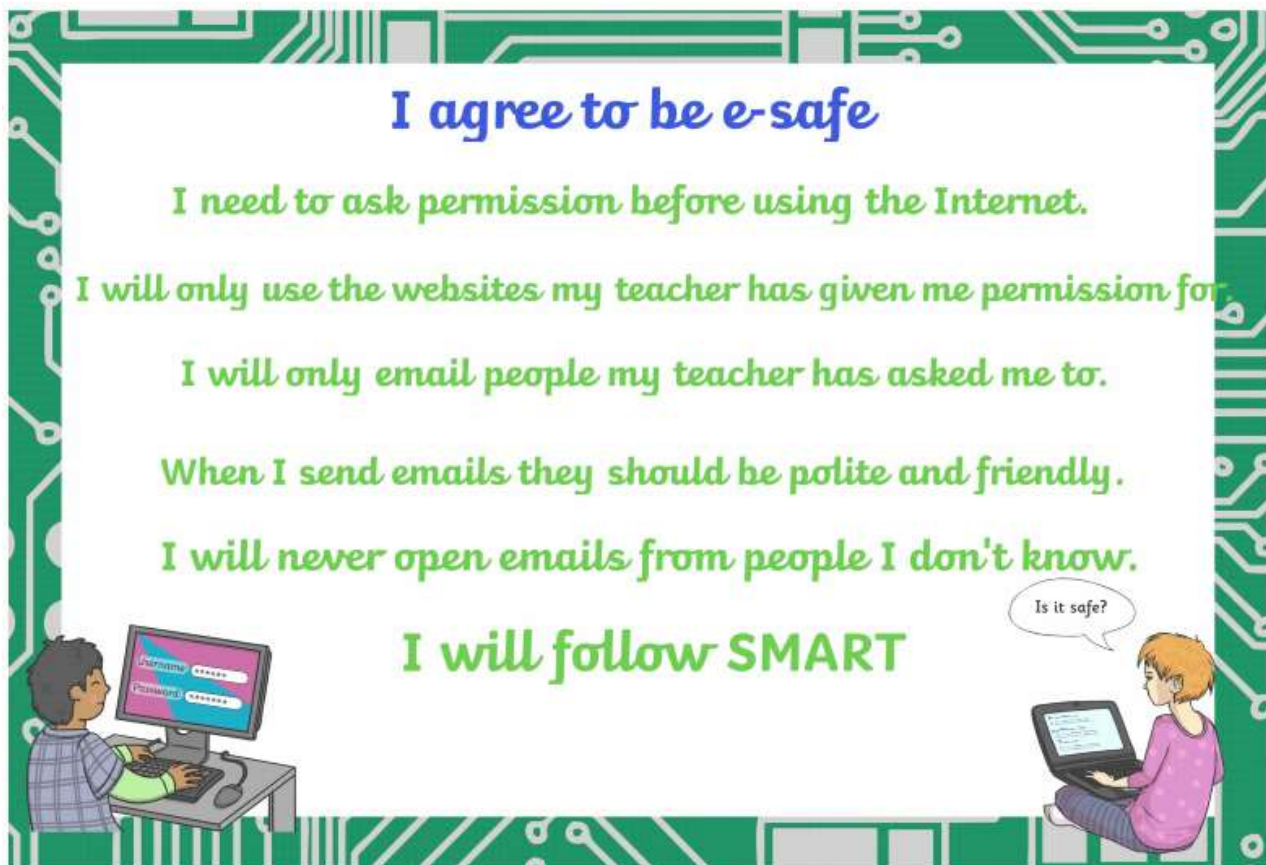 I agree to be e-safe
I need to ask permission before using the Internet.
I will only use the websites my teacher has given me permission for.
I will only email people my teacher has asked me to.
When I send emails they should be polite and friendly.
I will never open emails from people I don't know.
Is it safe?
I will follow SMART
Username:
Password: